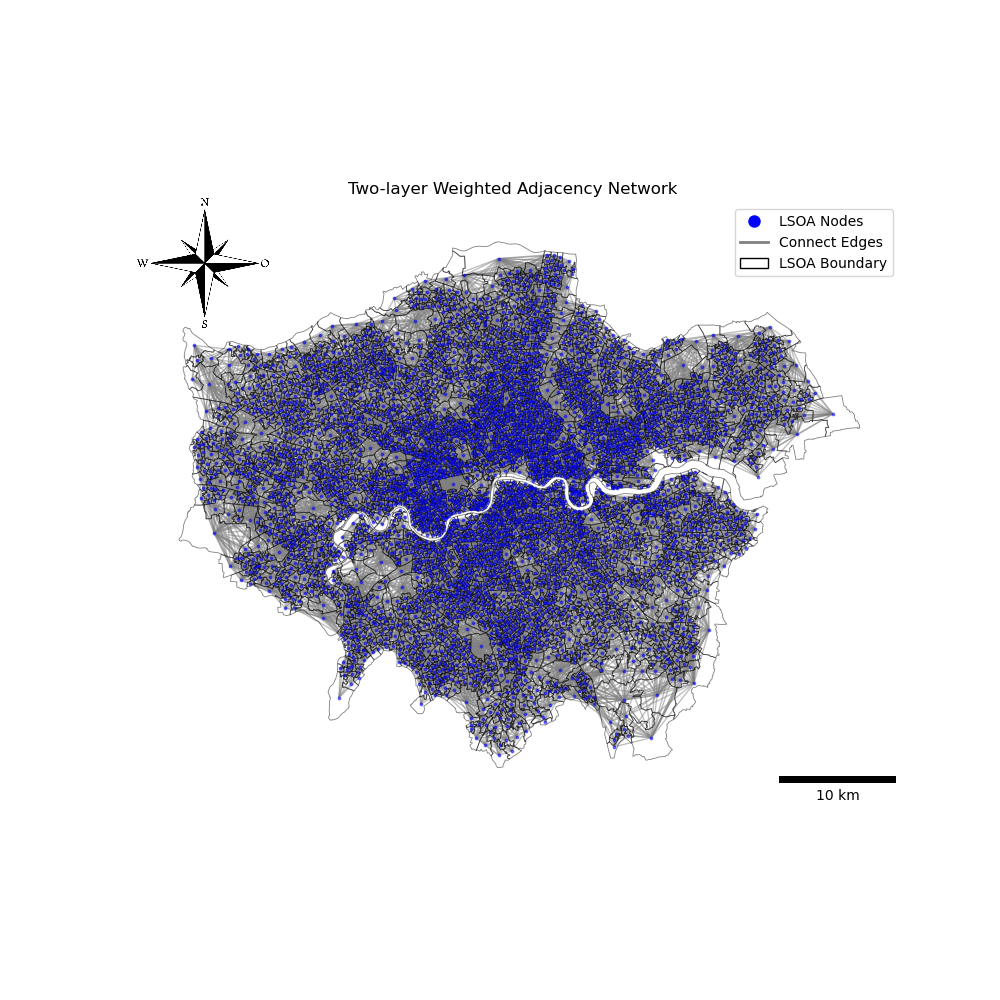 Two-layer Weighted Adjacency Network
N
W
O
S
LSOA Nodes
Connect Edges
LSOA Boundary
10 km